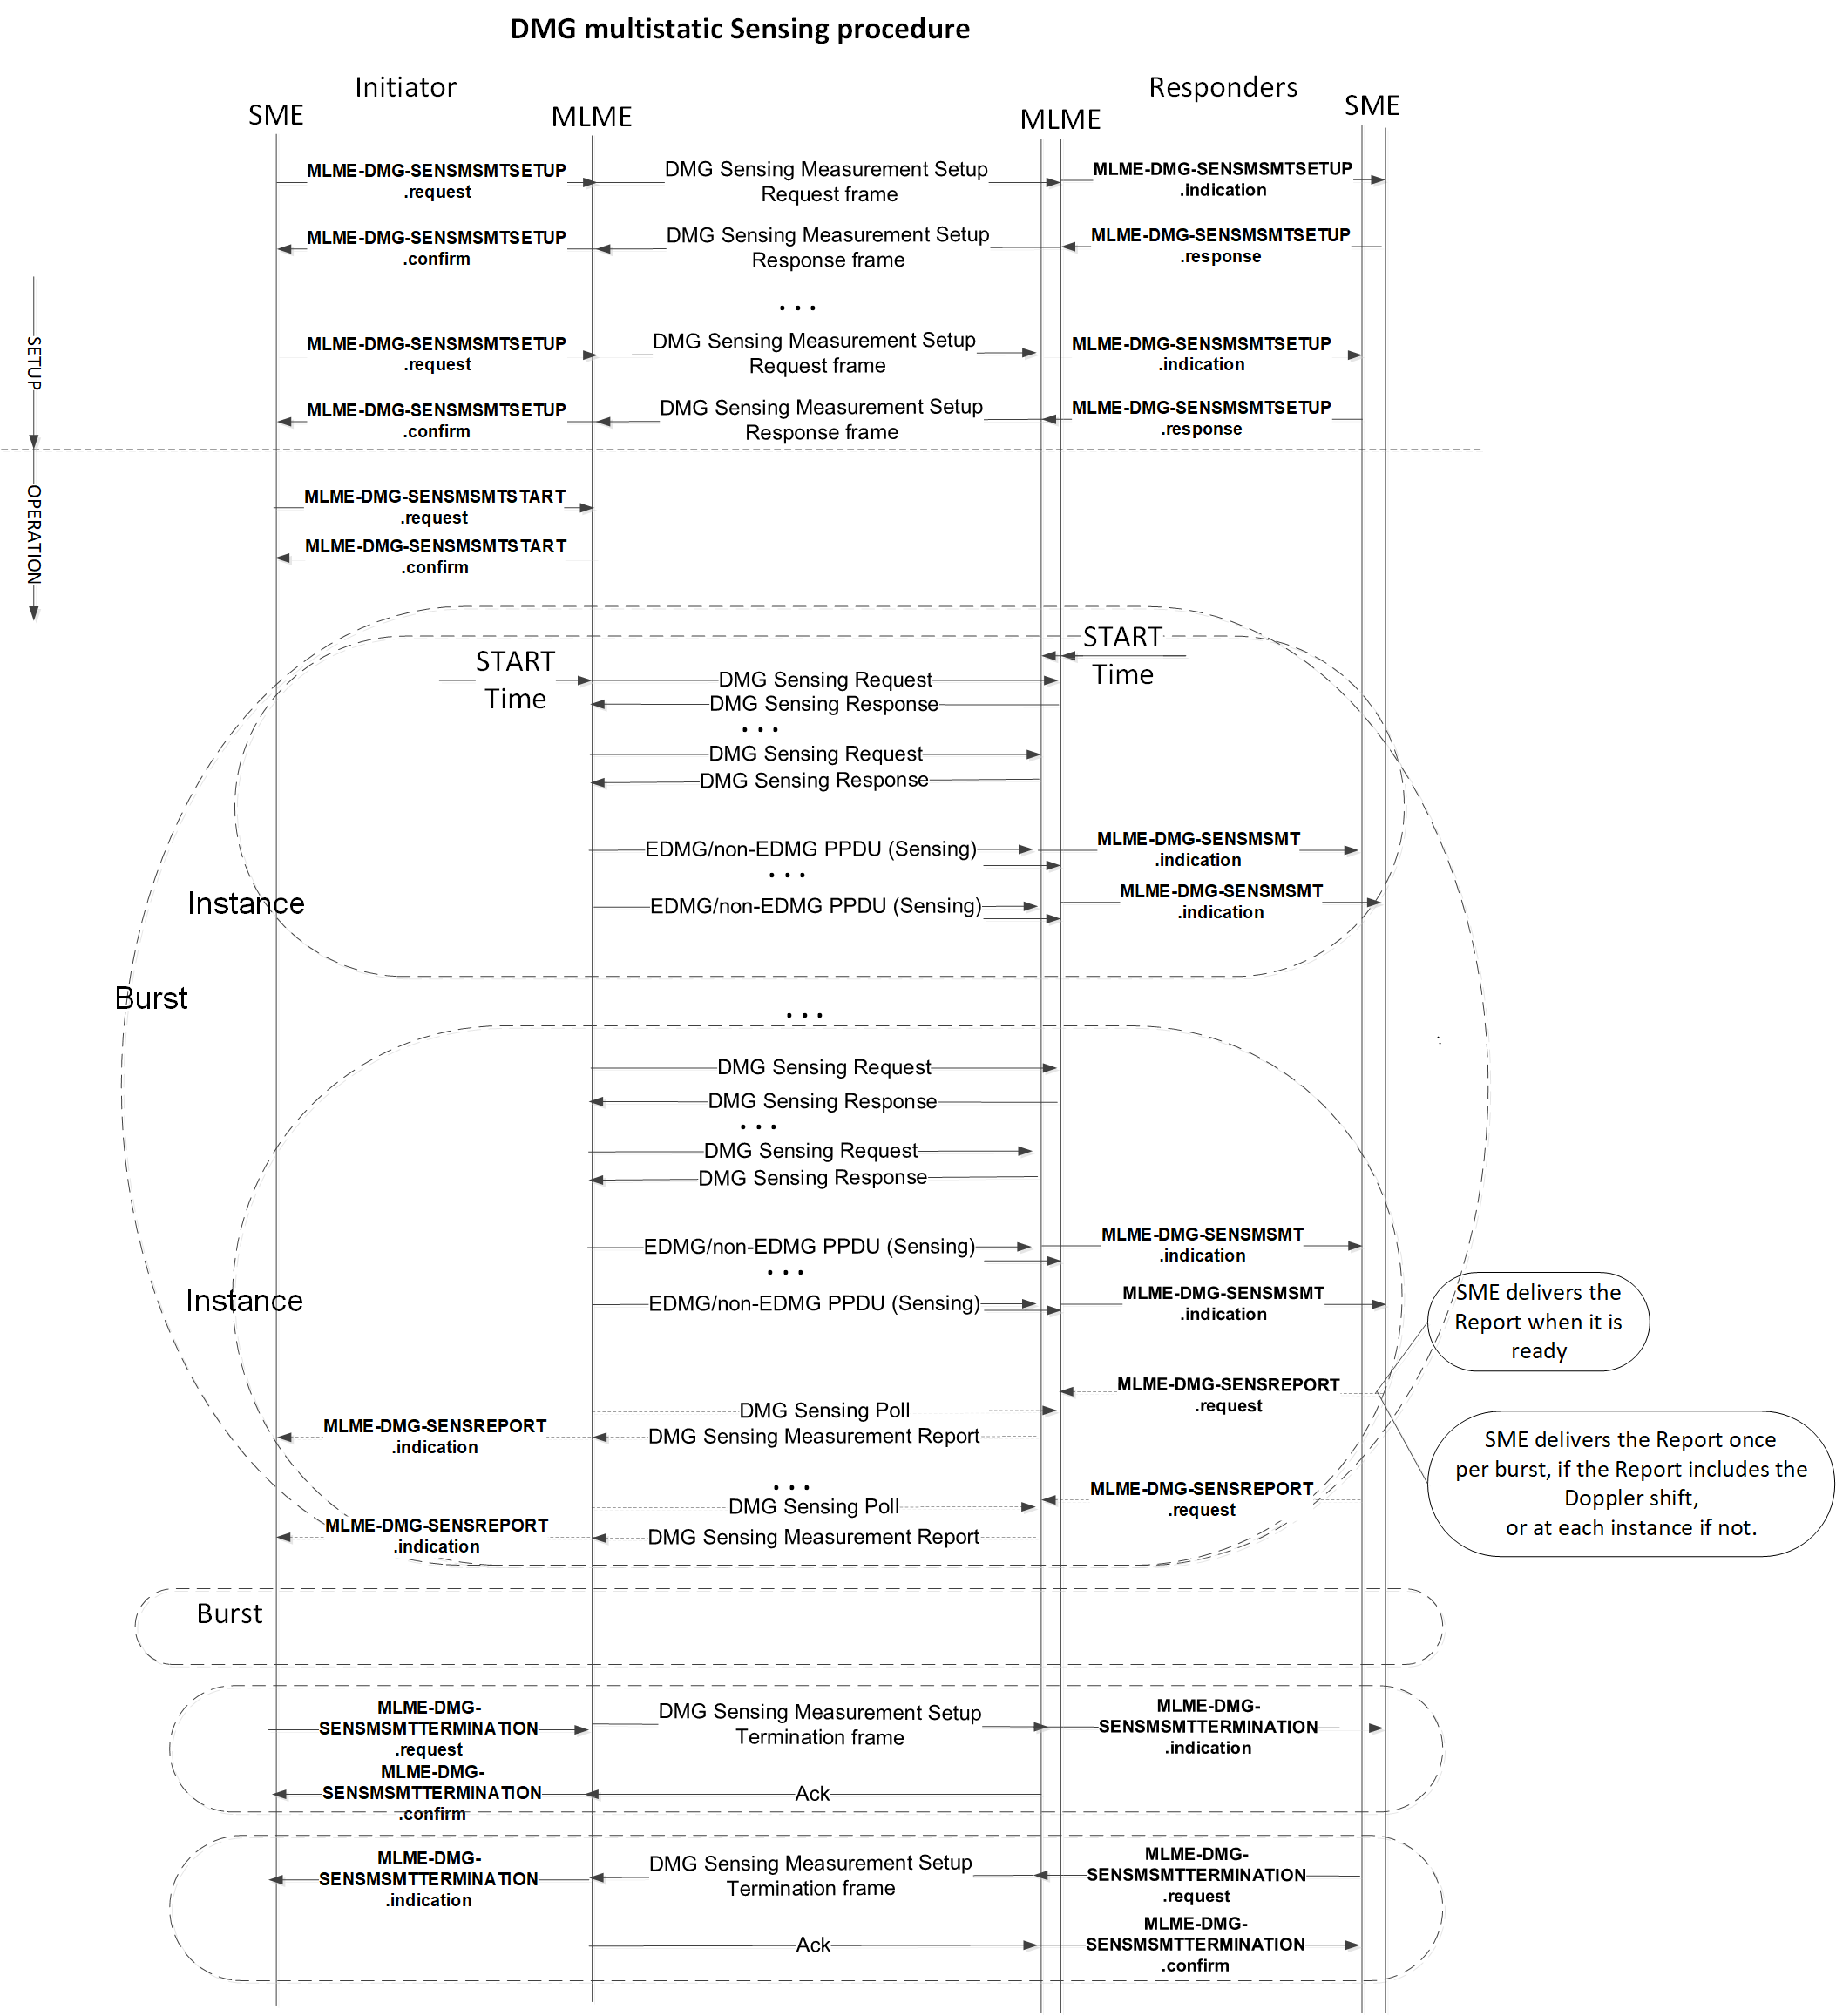 DMG multistatic Sensing procedure
Initiator
Responders
SME
MLME
MLME
SME
MLME-DMG-SENSMSMTSETUP
.request
DMG Sensing Measurement Setup
Request frame
MLME-DMG-SENSMSMTSETUP
.indication
MLME-DMG-SENSMSMTSETUP
.confirm
DMG Sensing Measurement Setup
Response frame
MLME-DMG-SENSMSMTSETUP
.response
. . .
SETUP
MLME-DMG-SENSMSMTSETUP
.request
DMG Sensing Measurement Setup
Request frame
MLME-DMG-SENSMSMTSETUP
.indication
MLME-DMG-SENSMSMTSETUP
.confirm
DMG Sensing Measurement Setup
Response frame
MLME-DMG-SENSMSMTSETUP
.response
OPERATION
MLME-DMG-SENSMSMTSTART
.request
MLME-DMG-SENSMSMTSTART
.confirm
START
Time
START
Time
DMG Sensing Request
DMG Sensing Response
. . .
DMG Sensing Request
DMG Sensing Response
EDMG/non-EDMG PPDU (Sensing)
MLME-DMG-SENSMSMT
.indication
. . .
Instance
EDMG/non-EDMG PPDU (Sensing)
MLME-DMG-SENSMSMT
.indication
Burst
. . .
DMG Sensing Request
DMG Sensing Response
. . .
DMG Sensing Request
DMG Sensing Response
EDMG/non-EDMG PPDU (Sensing)
MLME-DMG-SENSMSMT
.indication
. . .
Instance
EDMG/non-EDMG PPDU (Sensing)
MLME-DMG-SENSMSMT
.indication
SME delivers the
Report when it is
ready
MLME-DMG-SENSREPORT
.request
DMG Sensing Poll
MLME-DMG-SENSREPORT
.indication
DMG Sensing Measurement Report
SME delivers the Report once
per burst, if the Report includes the
Doppler shift,
or at each instance if not.
. . .
MLME-DMG-SENSREPORT
.request
DMG Sensing Poll
MLME-DMG-SENSREPORT
.indication
DMG Sensing Measurement Report
Burst
MLME-DMG-
SENSMSMTTERMINATION
.request
DMG Sensing Measurement Setup
Termination frame
MLME-DMG-
SENSMSMTTERMINATION
.indication
MLME-DMG-
SENSMSMTTERMINATION
.confirm
Ack
MLME-DMG-
SENSMSMTTERMINATION
.indication
DMG Sensing Measurement Setup
Termination frame
MLME-DMG-
SENSMSMTTERMINATION
.request
Ack
MLME-DMG-
SENSMSMTTERMINATION
.confirm